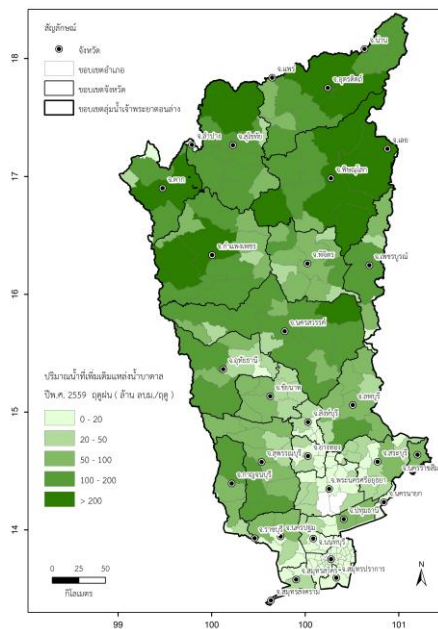 สัญลักษณ์
จังหวัด
ขอบเขตอำเภอ
ขอบเขตจังหวัด
ขอบเขตลุ่มน้ำเจ้าพระยาตอนล่าง
18
17
16
15
14
จ.น่าน
จ.แพร่
จ.อุตรดิตถ์
จ.ลำปาง
จ.สุโขทัย
จ.เลย
จ.ตาก
จ.พิษณุโลก
จ.กำแพงเพชร
จ.พิจิตร
จ.เพชรบูรณ์
จ.นครสวรรค์
จ.อุทัยธานี
จ.ชัยนาท
จ.ลพบุรี
จ.สิงห์บุรี
จ.อ่างทอง
จ.สุพรรณบุรี
จ.สระบุรี
จ.นครราชสีมา
จ.กาญจนบุรี
จ.พระนครศรีอยุธยา
จ.นครนายก
จ.ปทุมธานี
จ.ราชบุรี
จ.นครปฐม
จ.นนทบุรี
จ.สมุทรสาคร
จ.สมุทรปราการ
จ.สมุทรสงคราม
ปริมาณน้ำที่เพิ่มเติมแหล่งน้ำบาดาล
ปีพ.ศ. 2559 ฤดูฝน ( ล้าน ลบม./ฤดู )
0 - 20
20 - 50
50 - 100
100 - 200
> 200
0 25 50
กิโลเมตร
N
99 100 100 101